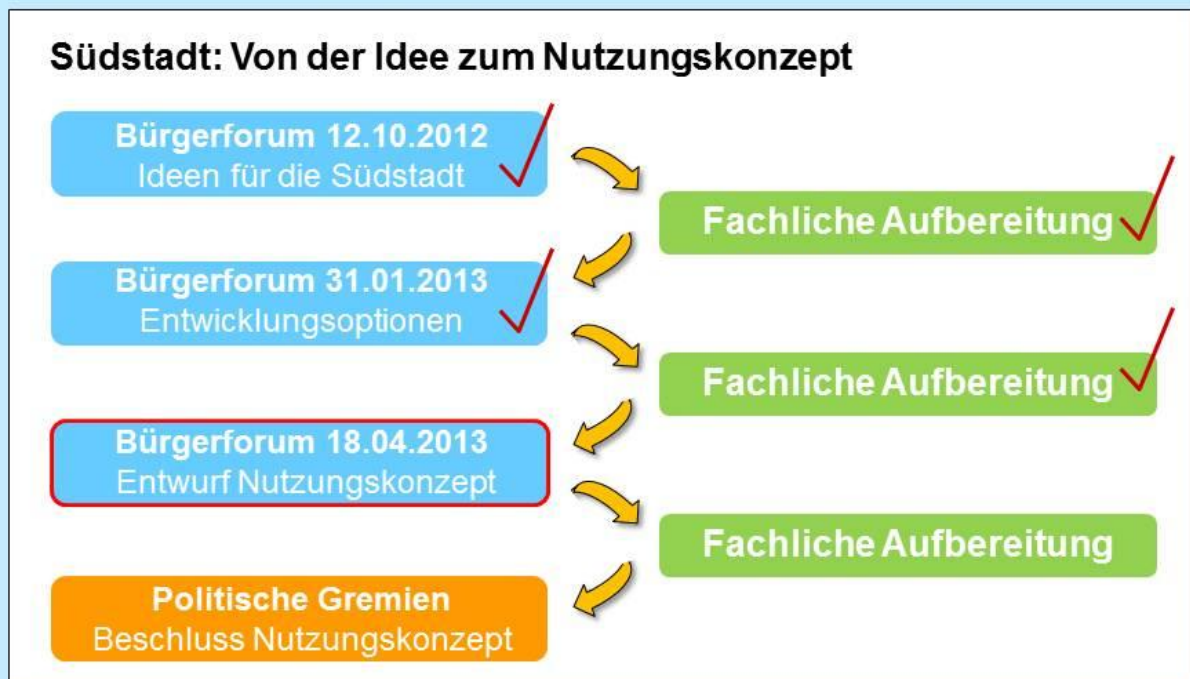 Südstadt: Von der Idee zum Nutzungskonzept
Bürgerforum 12.10.2012
Ideen für die Südstadt
Fachliche Aufbereitung
Bürgerforum 31.01.2013
Entwicklungsoptionen
Fachliche Aufbereitung
Bürgerforum 18.04.2013
Entwurf Nutzungskonzept
Fachliche Aufbereitung
Politische Gremien
Beschluss Nutzungskonzept